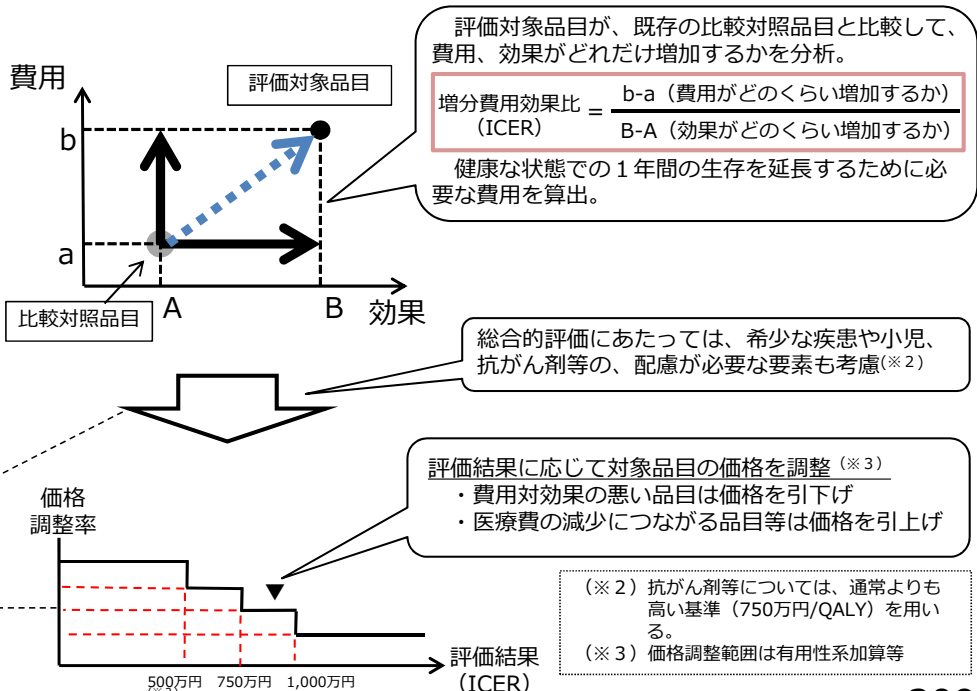 評価対象品目が、既存の比較対照品目と比較して、
費用、効果がどれだけ増加するかを分析。
増分費用効果比
（ICER）
=
b-a（費用がどのくらい増加するか）
B-A（効果がどのくらい増加するか）
健康な状態での１年間の生存を延長するために必
要な費用を算出。
費用
評価対象品目
b
a
A
B
効果
比較対照品目
総合的評価にあたっては、希少な疾患や小児、
抗がん剤等の、配慮が必要な要素も考慮(※２)
評価結果に応じて対象品目の価格を調整(※３)
・費用対効果の悪い品目は価格を引下げ
・医療費の減少につながる品目等は価格を引上げ
価格
調整率
▼
500万円 750万円 1,000万円
評価結果
（ICER）
（※２）抗がん剤等については、通常よりも
高い基準（750万円/QALY）を用い
る。
（※３）価格調整範囲は有用性系加算等